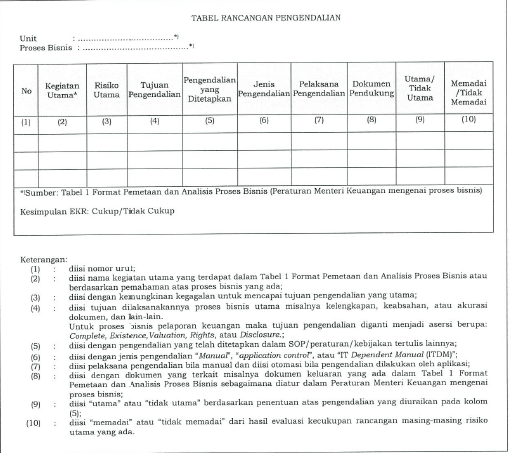 TABEL RANCANGAN PENGENDALIAN
Unit : ................................*)
Proses Bisnis : ....................................*)
No
Kegiatan Utama*
Risiko Utama
Tujuan Pengendalian
Pengendalian yang Ditetapkan
Jenis Pengendalian
Pelaksana Pengendalian
Dokumen Pendukung
Utama/ Tidak Utama
Memadai /Tidak Memadai
(1) (2) (3) (4) (5) (6) (7) (8) (9) (10)
*)Sumber: Tabel 1 Format Pemetaan dan Analisis Proses Bisnis (Peraturan Menteri Keuangan mengenai proses bisnis)
Kesimpulan EKR: Cukup/Tidak Cukup
Keterangan:
(1) : diisi nomor urut;
(2) : diisi nama kegiatan utama yang terdapat dalam Tabel 1 Format Pemetaan dan Analisis Proses Bisnis atau
berdasarkan pemahaman atas proses bisnis yang ada;
(3) : diisi dengan kemungkinan kegagalan untuk mencapai tujuan pengendalian yang utama;
(4) : diisi tujuan dilaksanakannya proses bisnis utama misalnya kelengkapan, keabsahan, atau akurasi
dokumen, dan lain-lain.
Untuk proses bisnis pelaporan keuangan maka tujuan pengendalian diganti menjadi asersi berupa:
Complete, Existence, Valuation, Rights, atau Disclosure.;
(5) : diisi dengan pengendalian yang telah ditetapkan dalam SOP/peraturan/kebijakan tertulis lainnya;
(6) : diisi dengan jenis pengendalian "Manual", "application control", atau "IT Dependent Manual (ITDM)";
(7) : diisi pelaksana pengendalian bila manual dan diisi otomasi bila pengendalian dilakukan oleh aplikasi;
(8) : diisi dengan dokumen yang terkait misalnya dokumen keluaran yang ada dalam Tabel 1 Format
Pemetaan dan Analisis Proses Bisnis sebagaimana diatur dalam Peraturan Menteri Keuangan mengenai
proses bisnis;
(9) : diisi "utama" atau "tidak utama" berdasarkan penentuan atas pengendalian yang diuraikan pada kolom
(5);
(10) : diisi "memadai" atau "tidak memadai" dari hasil evaluasi kecukupan rancangan masing-masing risiko
utama yang ada.